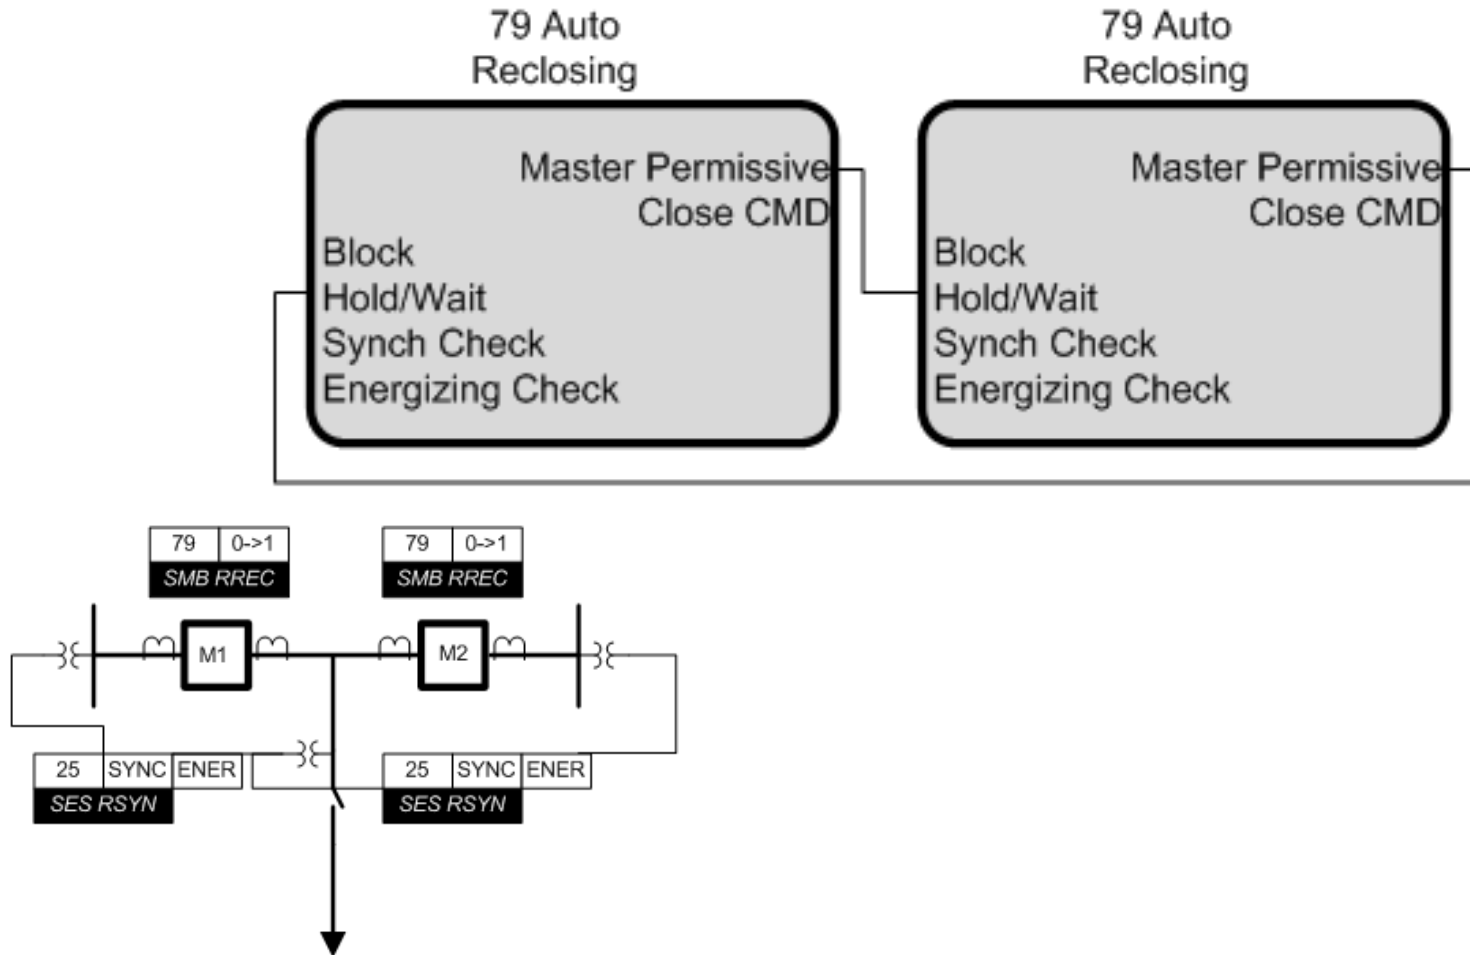 79 Auto
Reclosing
79 Auto
Reclosing
Master Permissive
Close CMD
Block
Hold/Wait
Synch Check
Energizing Check
Master Permissive
Close CMD
Block
Hold/Wait
Synch Check
Energizing Check
79 0->1
SMB RREC
79 0->1
SMB RREC
M1
M2
25 SYNC ENER
SES RSYN
25 SYNC ENER
SES RSYN